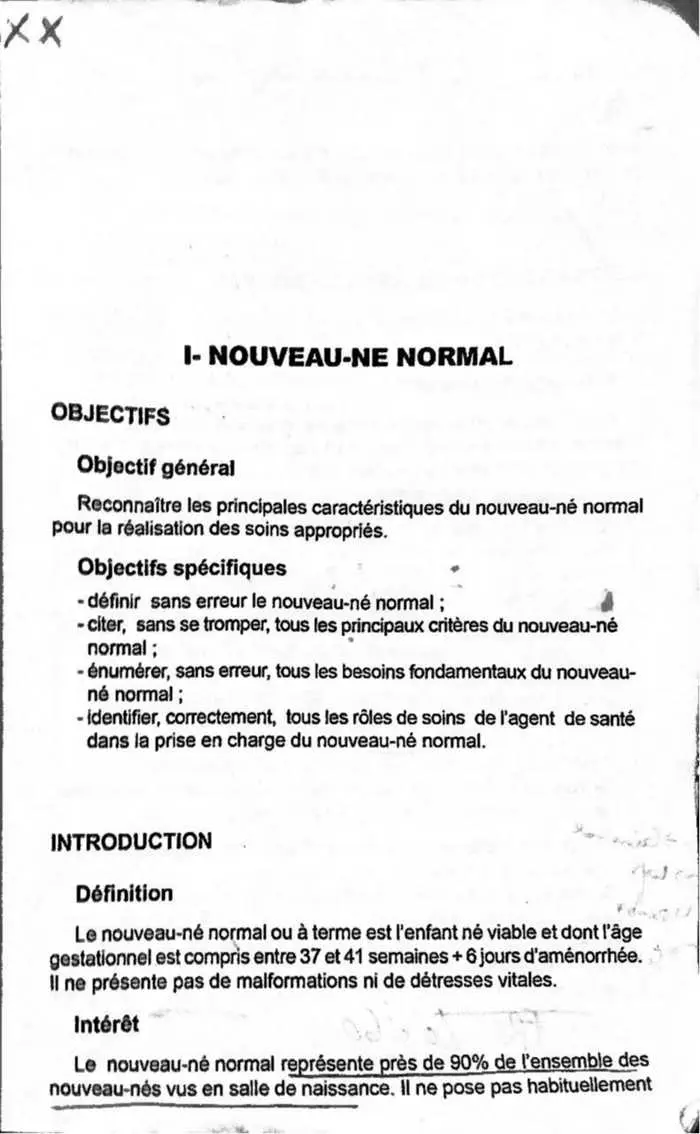 XX
I- NOUVEAU-NE NORMAL
OBJECTIFS
Objectif général
Reconnaître les principales caractéristiques du nouveau-né normal
pour la réalisation des soins appropriés.
Objectifs spécifiques
- définir sans erreur le nouveau-né normal ;
- citer, sans se tromper, tous les principaux critères du nouveau-né
normal ;
- énumérer, sans erreur, tous les besoins fondamentaux du nouveau-
né normal ;
- identifier, correctement, tous les rôles de soins de l'agent de santé
dans la prise en charge du nouveau-né normal.
INTRODUCTION
Définition
Le nouveau-né normal ou à terme est l'enfant né viable et dont l'âge
gestationnel est compris entre 37 et 41 semaines + 6 jours d'aménorrhée.
Il ne présente pas de malformations ni de détresses vitales.
Intérêt
Le nouveau-né normal représente près de 90% de l'ensemble des
nouveau-nés vus en salle de naissance. Il ne pose pas habituellement